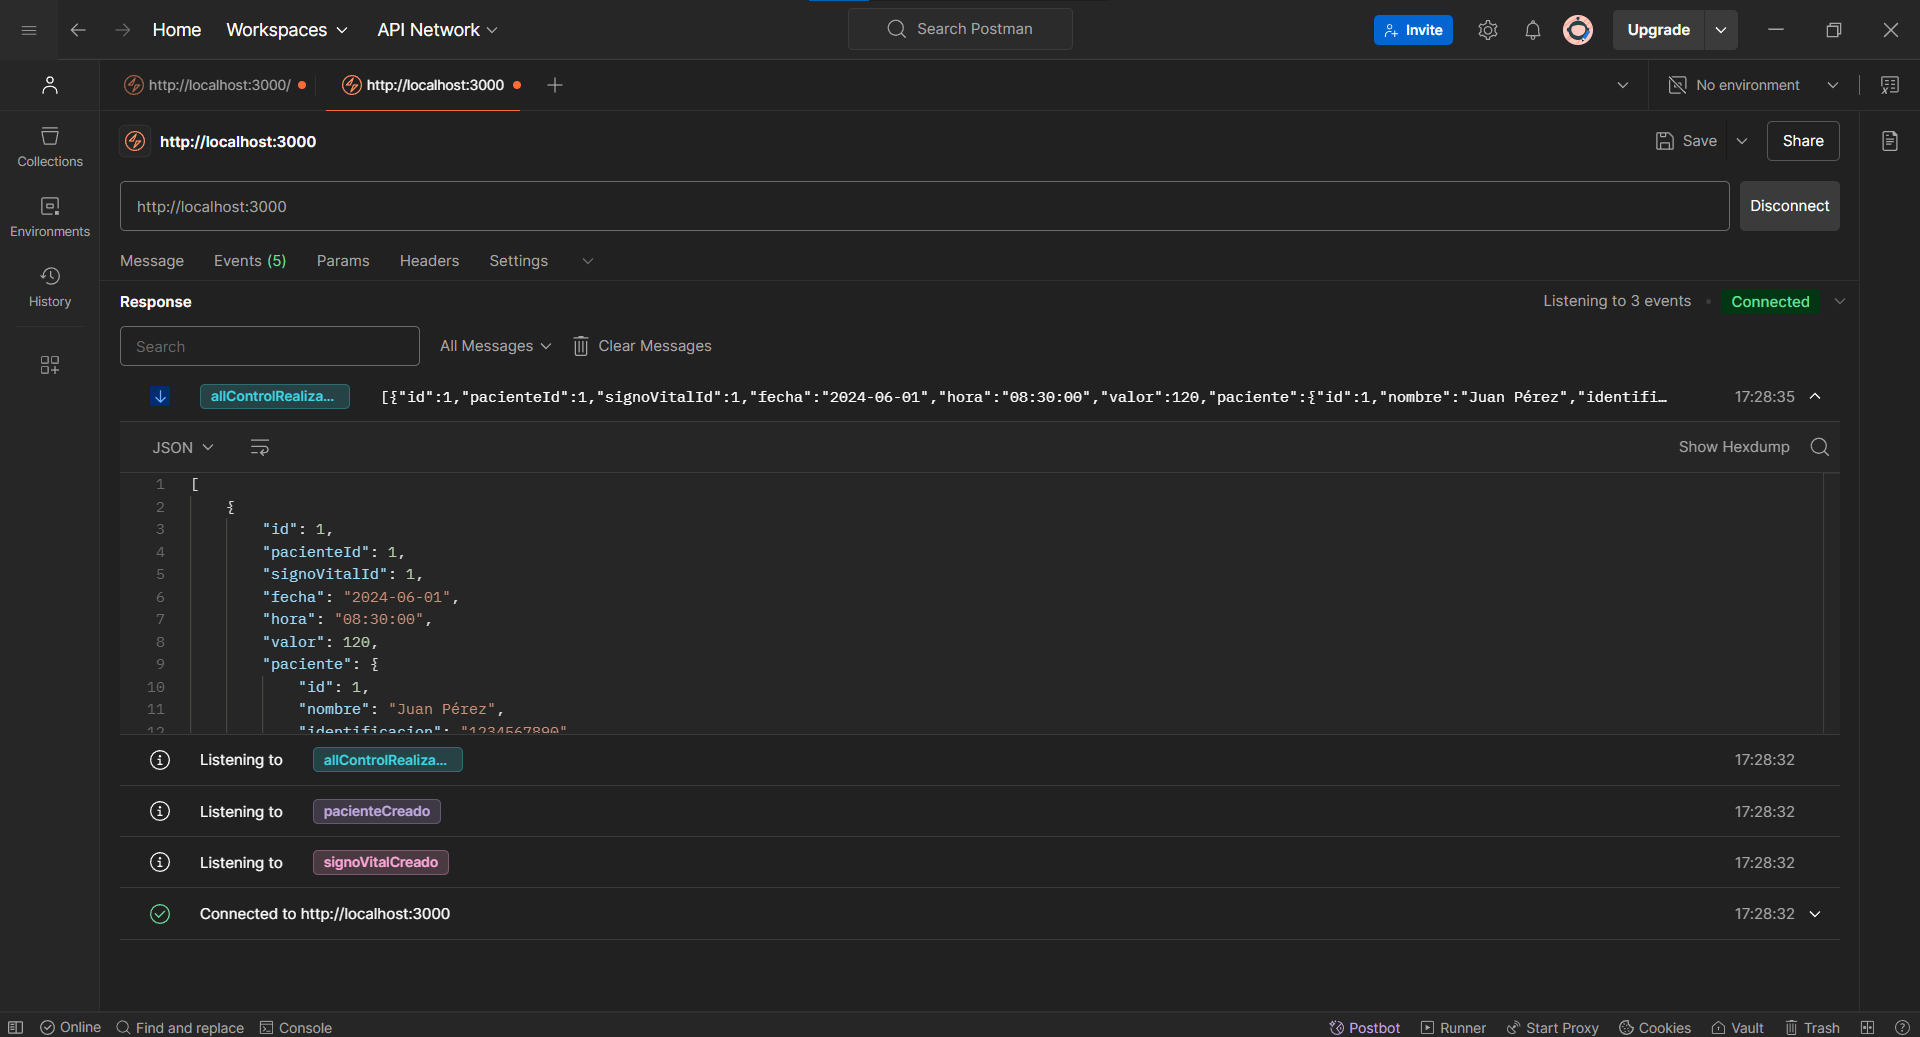 Home Workspaces API Network Search Postman Invite Upgrade
http://localhost:3000/ http://localhost:3000 No environment
http://localhost:3000 Save Share
Collections
http://localhost:3000 Disconnect
Environments
Message Events (5) Params Headers Settings
History
Response Listening to 3 events Connected
Search All Messages Clear Messages
allControlRealiza... [{"id":1,"pacienteId":1,"signoVitalId":1,"fecha":"2024-06-01","hora":"08:30:00","valor":120,"paciente":{"id":1,"nombre":"Juan Pérez","identifi... 17:28:35
JSON Show Hexdump
1 [
2 {
3 "id": 1,
4 "pacienteId": 1,
5 "signoVitalId": 1,
6 "fecha": "2024-06-01",
7 "hora": "08:30:00",
8 "valor": 120,
9 "paciente": {
10 "id": 1,
11 "nombre": "Juan Pérez",
12 "identificacion": "1234567890"
Listening to allControlRealiza... 17:28:32
Listening to pacienteCreado 17:28:32
Listening to signoVitalCreado 17:28:32
Connected to http://localhost:3000 17:28:32
Online Find and replace Console Postbot Runner Start Proxy Cookies Vault Trash